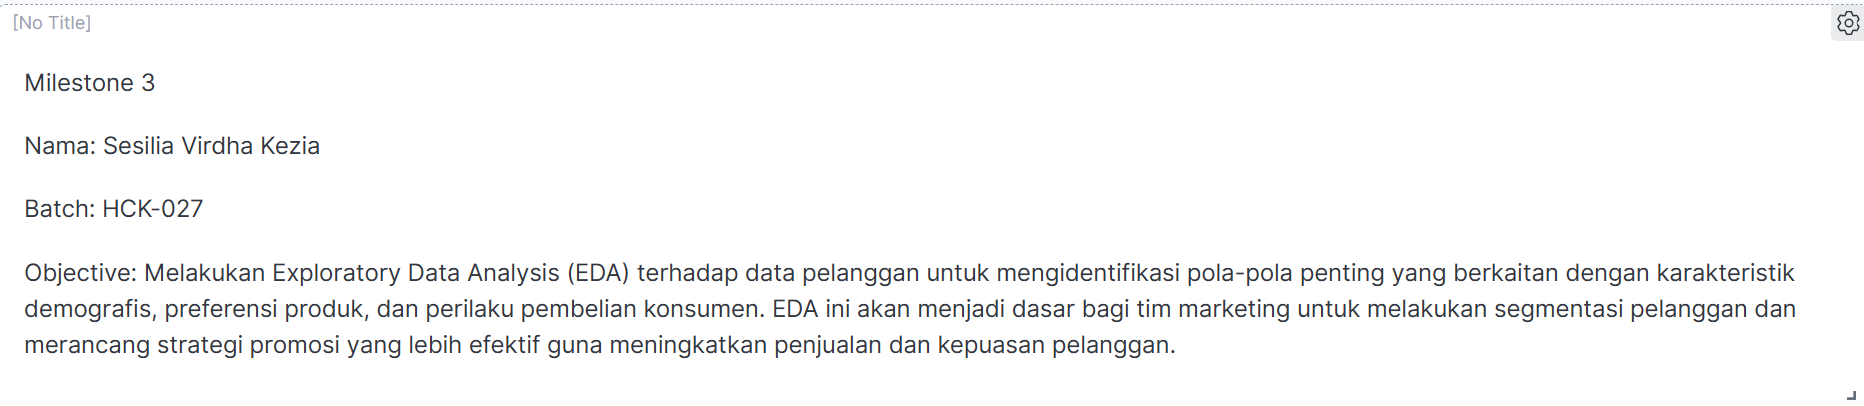 [No Title]
Milestone 3
Nama: Sesilia Virdha Kezia
Batch: HCK-027
Objective: Melakukan Exploratory Data Analysis (EDA) terhadap data pelanggan untuk mengidentifikasi pola-pola penting yang berkaitan dengan karakteristik
demografis, preferensi produk, dan perilaku pembelian konsumen. EDA ini akan menjadi dasar bagi tim marketing untuk melakukan segmentasi pelanggan dan
merancang strategi promosi yang lebih efektif guna meningkatkan penjualan dan kepuasan pelanggan.